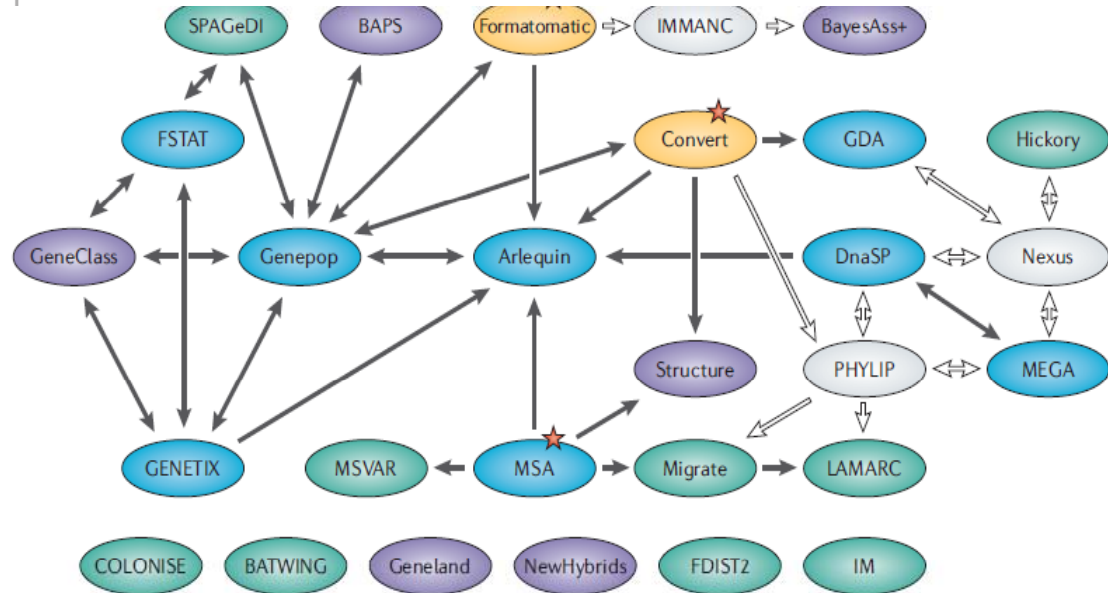 SPAGeDI
BAPS
Formatomatic
IMMANC
BayesAss+
FSTAT
Convert
GDA
Hickory
GeneClass
Genepop
Arlequin
DnaSP
Nexus
Structure
PHYLIP
MEGA
GENETIX
MSVAR
MSA
Migrate
LAMARC
COLONISE
BATWING
Geneland
NewHybrids
FDIST2
IM